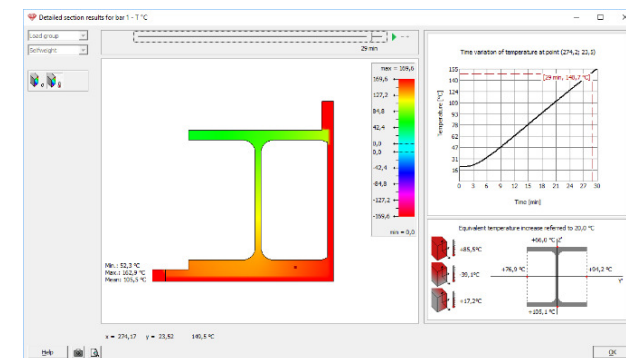 Detailed section results for bar 1 - T °C
Load group
Selfweight
29 min
max = 169,6
169,6
127,2
84,8
42,4
0,0
0,0
-42,4
-84,8
-127,2
-169,6
min = 0,0
Min.: 52,3 °C
Max.: 162,9 °C
Mean: 105,5 °C
x = 274,17 y = 23,52 149,5 °C
Help
Time variation of temperature at point (274,2; 23,5)
[29 min, 148,7 °C]
Temperature [°C]
155
140
124
109
93
78
62
47
31
16
0 3 6 9 12 15 18 21 24 27 30
Time [min]
Equivalent temperature increase referred to 20,0 °C
+85,5°C
-39,1°C
+17,2°C
+66,0 °C z'
+76,9 °C
+94,2 °C
y'
+105,1 °C
OK